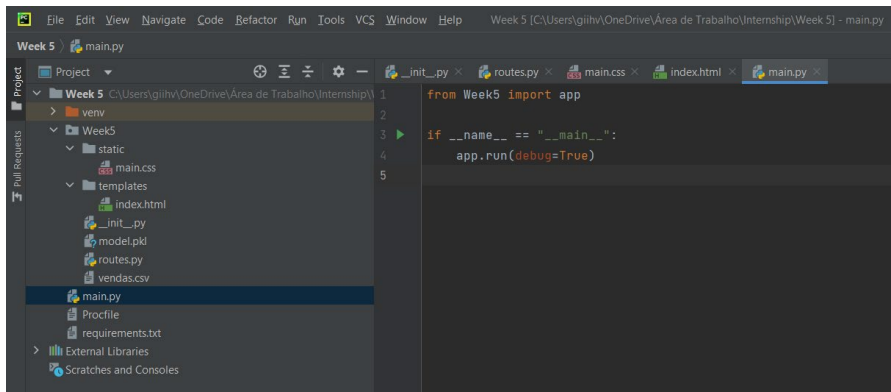 File Edit View Navigate Code Refactor Run Tools VCS Window Help Week 5 [C:\Users\giihv\OneDrive\Área de Trabalho\Internship\Week 5] - main.py
Week 5 main.py
Project
Pull Requests
Project
Week 5 C:\Users\giihv\OneDrive\Área de Trabalho\Internship\
venv
Week5
static
main.css
templates
index.html
__init__.py
model.pkl
routes.py
vendas.csv
main.py
Procfile
requirements.txt
External Libraries
Scratches and Consoles
__init__.py routes.py main.css index.html main.py
1 from Week5 import app
2
3 if __name__ == "__main__":
4 app.run(debug=True)
5